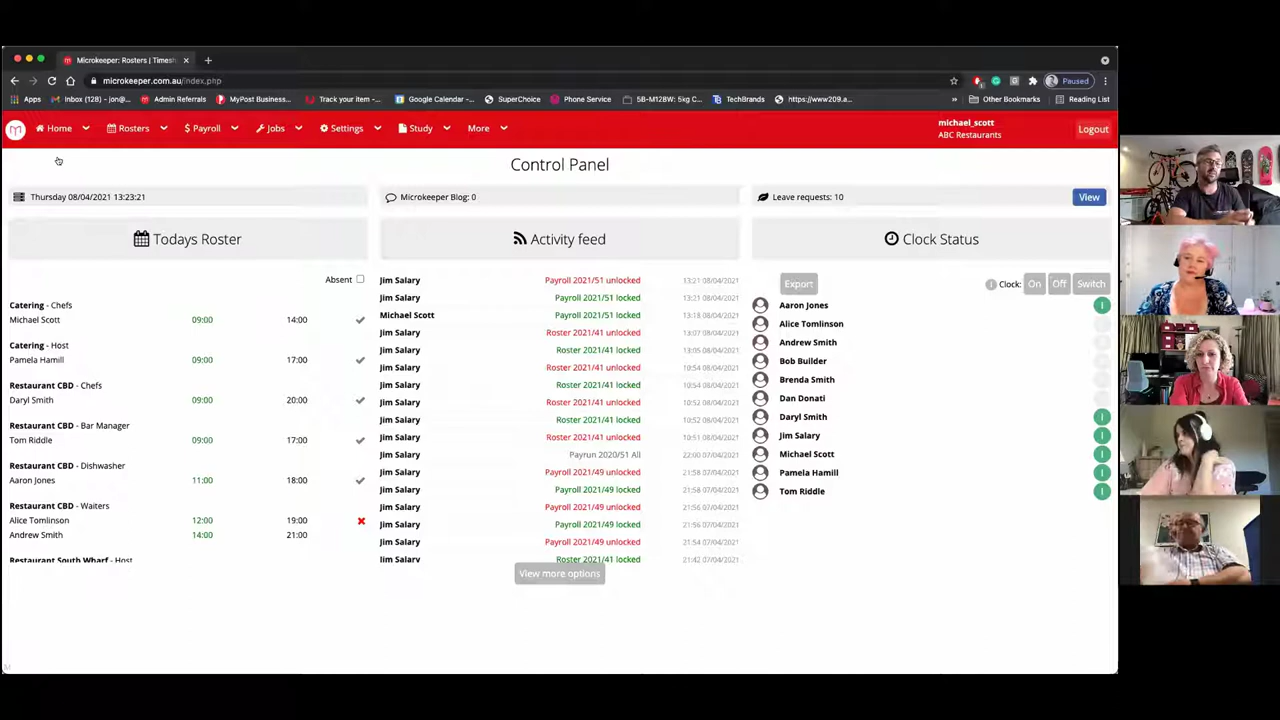 Microkeeper: Rosters | Timesh
microkeeper.com.au/index.php
Paused
Apps
Inbox (128) - jon@...
Admin Referrals
MyPost Business...
Track your item -...
Google Calendar -...
SuperChoice
Phone Service
5B-M12BW: 5kg C...
TechBrands
https://www209.a...
»
Other Bookmarks
Reading List
Home
Rosters
Payroll
Jobs
Settings
Study
More
michael_scott
ABC Restaurants
Logout
Control Panel
Thursday 08/04/2021 13:23:21
Microkeeper Blog: 0
Leave requests: 10
View
Todays Roster
Activity feed
Clock Status
Absent
Catering - Chefs
Michael Scott 09:00 14:00
Catering - Host
Pamela Hamill 09:00 17:00
Restaurant CBD - Chefs
Daryl Smith 09:00 20:00
Restaurant CBD - Bar Manager
Tom Riddle 09:00 17:00
Restaurant CBD - Dishwasher
Aaron Jones 11:00 18:00
Restaurant CBD - Waiters
Alice Tomlinson 12:00 19:00
Andrew Smith 14:00 21:00
Restaurant South Wharf - Host
Jim Salary Payroll 2021/51 unlocked 13:21 08/04/2021
Jim Salary Payroll 2021/51 locked 13:21 08/04/2021
Michael Scott Payroll 2021/51 locked 13:18 08/04/2021
Jim Salary Roster 2021/41 unlocked 13:07 08/04/2021
Jim Salary Roster 2021/41 locked 13:05 08/04/2021
Jim Salary Roster 2021/41 unlocked 10:54 08/04/2021
Jim Salary Roster 2021/41 locked 10:54 08/04/2021
Jim Salary Roster 2021/41 unlocked 10:52 08/04/2021
Jim Salary Roster 2021/41 locked 10:52 08/04/2021
Jim Salary Roster 2021/41 unlocked 10:51 08/04/2021
Jim Salary Payrun 2020/51 All 22:00 07/04/2021
Jim Salary Payroll 2021/49 unlocked 21:58 07/04/2021
Jim Salary Payroll 2021/49 locked 21:58 07/04/2021
Jim Salary Payroll 2021/49 unlocked 21:56 07/04/2021
Jim Salary Payroll 2021/49 locked 21:56 07/04/2021
Jim Salary Payroll 2021/49 unlocked 21:54 07/04/2021
Jim Salary Roster 2021/41 locked 21:42 07/04/2021
View more options
Export
Clock: On Off Switch
Aaron Jones
Alice Tomlinson
Andrew Smith
Bob Builder
Brenda Smith
Dan Donati
Daryl Smith
Jim Salary
Michael Scott
Pamela Hamill
Tom Riddle